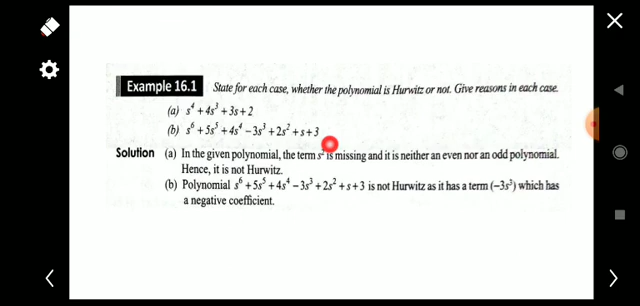 Example 16.1 State for each case, whether the polynomial is Hurwitz or not. Give reasons in each case.
(a) s⁴ + 4s³ + 3s + 2
(b) s⁶ + 5s⁵ + 4s⁴ − 3s³ + 2s² + s + 3
Solution (a) In the given polynomial, the term s² is missing and it is neither an even nor an odd polynomial.
Hence, it is not Hurwitz.
(b) Polynomial s⁶ + 5s⁵ + 4s⁴ − 3s³ + 2s² + s + 3 is not Hurwitz as it has a term (−3s³) which has
a negative coefficient.